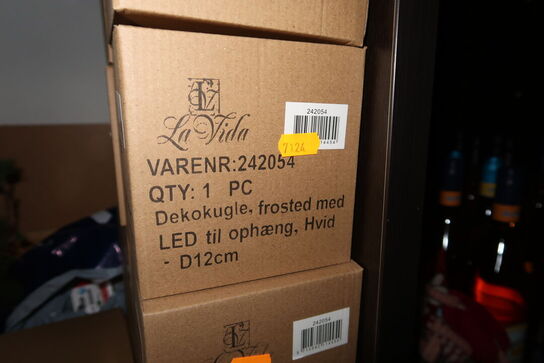 La Vida
242054
7124
VARENR:242054
QTY: 1 PC
Dekokugle, frosted med
LED til ophæng, Hvid
- D12cm
242054